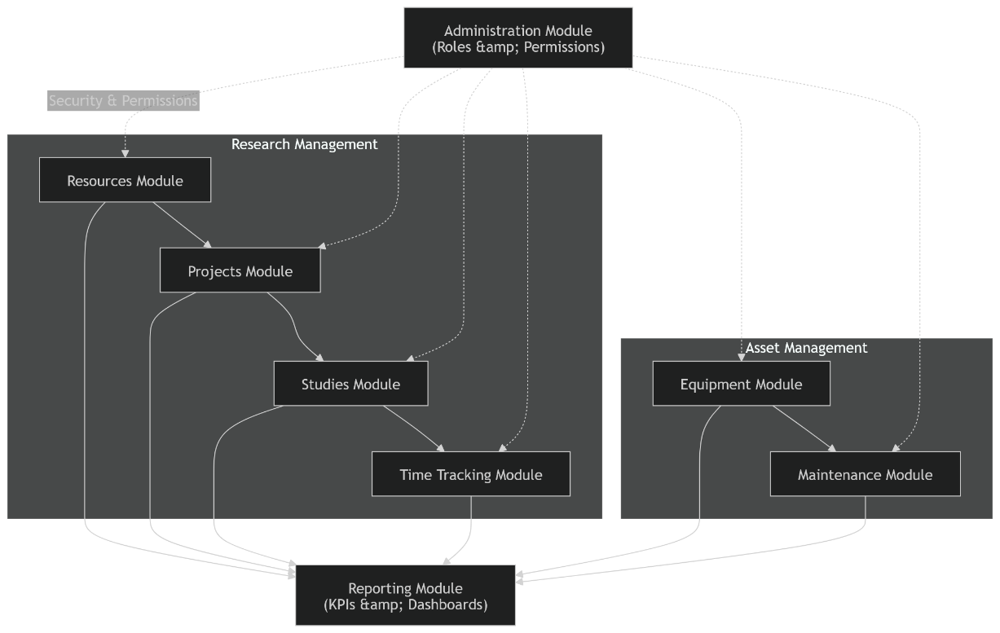 Administration Module
(Roles &amp; Permissions)
Security & Permissions
Research Management
Resources Module
Projects Module
Asset Management
Studies Module
Equipment Module
Time Tracking Module
Maintenance Module
Reporting Module
(KPIs &amp; Dashboards)